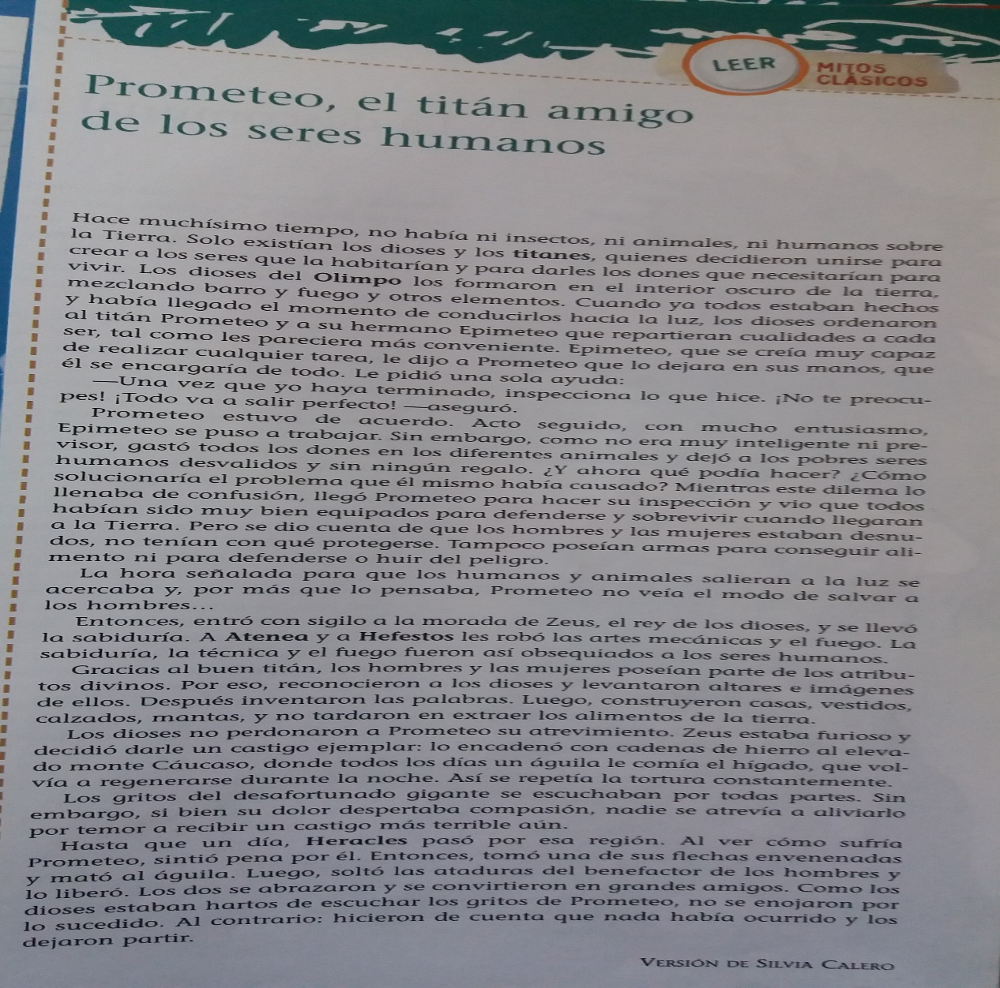 LEER
MITOS
CLÁSICOS
Prometeo, el titán amigo
de los seres humanos
Hace muchísimo tiempo, no había ni insectos, ni animales, ni humanos sobre
la Tierra. Solo existían los dioses y los titanes, quienes decidieron unirse para
crear a los seres que la habitarían y para darles los dones que necesitarían para
vivir. Los dioses del Olimpo los formaron en el interior oscuro de la tierra,
mezclando barro y fuego y otros elementos. Cuando ya todos estaban hechos
y había llegado el momento de conducirlos hacia la luz, los dioses ordenaron
al titán Prometeo y a su hermano Epimeteo que repartieran cualidades a cada
ser, tal como les pareciera más conveniente. Epimeteo, que se creía muy capaz
de realizar cualquier tarea, le dijo a Prometeo que lo dejara en sus manos, que
él se encargaría de todo. Le pidió una sola ayuda:
—Una vez que yo haya terminado, inspecciona lo que hice. ¡No te preocu-
pes! ¡Todo va a salir perfecto! —aseguró.
Prometeo estuvo de acuerdo. Acto seguido, con mucho entusiasmo,
Epimeteo se puso a trabajar. Sin embargo, como no era muy inteligente ni pre-
visor, gastó todos los dones en los diferentes animales y dejó a los pobres seres
humanos desvalidos y sin ningún regalo. ¿Y ahora qué podía hacer? ¿Cómo
solucionaría el problema que él mismo había causado? Mientras este dilema lo
llenaba de confusión, llegó Prometeo para hacer su inspección y vio que todos
habían sido muy bien equipados para defenderse y sobrevivir cuando llegaran
a la Tierra. Pero se dio cuenta de que los hombres y las mujeres estaban desnu-
dos, no tenían con qué protegerse. Tampoco poseían armas para conseguir ali-
mento ni para defenderse o huir del peligro.
La hora señalada para que los humanos y animales salieran a la luz se
acercaba y, por más que lo pensaba, Prometeo no veía el modo de salvar a
los hombres...
Entonces, entró con sigilo a la morada de Zeus, el rey de los dioses, y se llevó
la sabiduría. A Atenea y a Hefestos les robó las artes mecánicas y el fuego. La
sabiduría, la técnica y el fuego fueron así obsequiados a los seres humanos.
Gracias al buen titán, los hombres y las mujeres poseían parte de los atribu-
tos divinos. Por eso, reconocieron a los dioses y levantaron altares e imágenes
de ellos. Después inventaron las palabras. Luego, construyeron casas, vestidos,
calzados, mantas, y no tardaron en extraer los alimentos de la tierra.
Los dioses no perdonaron a Prometeo su atrevimiento. Zeus estaba furioso y
decidió darle un castigo ejemplar: lo encadenó con cadenas de hierro al eleva-
do monte Cáucaso, donde todos los días un águila le comía el hígado, que vol-
vía a regenerarse durante la noche. Así se repetía la tortura constantemente.
Los gritos del desafortunado gigante se escuchaban por todas partes. Sin
embargo, si bien su dolor despertaba compasión, nadie se atrevía a aliviarlo
por temor a recibir un castigo más terrible aún.
Hasta que un día, Heracles pasó por esa región. Al ver cómo sufría
Prometeo, sintió pena por él. Entonces, tomó una de sus flechas envenenadas
y mató al águila. Luego, soltó las ataduras del benefactor de los hombres y
lo liberó. Los dos se abrazaron y se convirtieron en grandes amigos. Como los
dioses estaban hartos de escuchar los gritos de Prometeo, no se enojaron por
lo sucedido. Al contrario: hicieron de cuenta que nada había ocurrido y los
dejaron partir.
VERSIÓN DE SILVIA CALERO